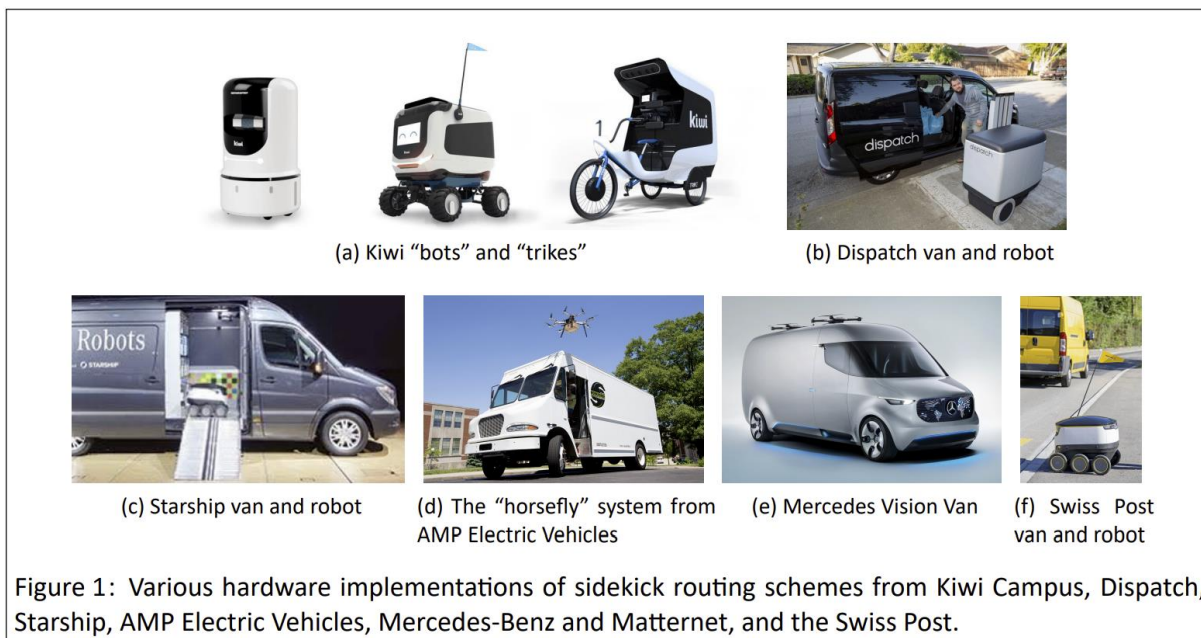 kiwi
kiwi
dispatch
dispatch
(a) Kiwi “bots” and “trikes”
(b) Dispatch van and robot
Robots
STARSHIP
(c) Starship van and robot
(d) The “horsefly” system from
AMP Electric Vehicles
(e) Mercedes Vision Van
(f) Swiss Post
van and robot
Figure 1: Various hardware implementations of sidekick routing schemes from Kiwi Campus, Dispatch,
Starship, AMP Electric Vehicles, Mercedes-Benz and Matternet, and the Swiss Post.